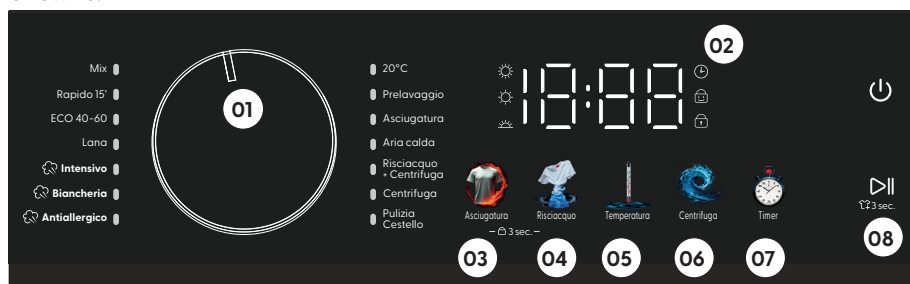 02
18:88
Mix
Rapido 15'
ECO 40-60
Lana
Intensivo
Biancheria
Antiallergico
01
20°C
Prelavaggio
Asciugatura
Aria calda
Risciacquo
+ Centrifuga
Centrifuga
Pulizia
Cestello
Asciugatura
Risciacquo
Temperatura
Centrifuga
Timer
– 3 sec. –
3 sec.
03
04
05
06
07
08